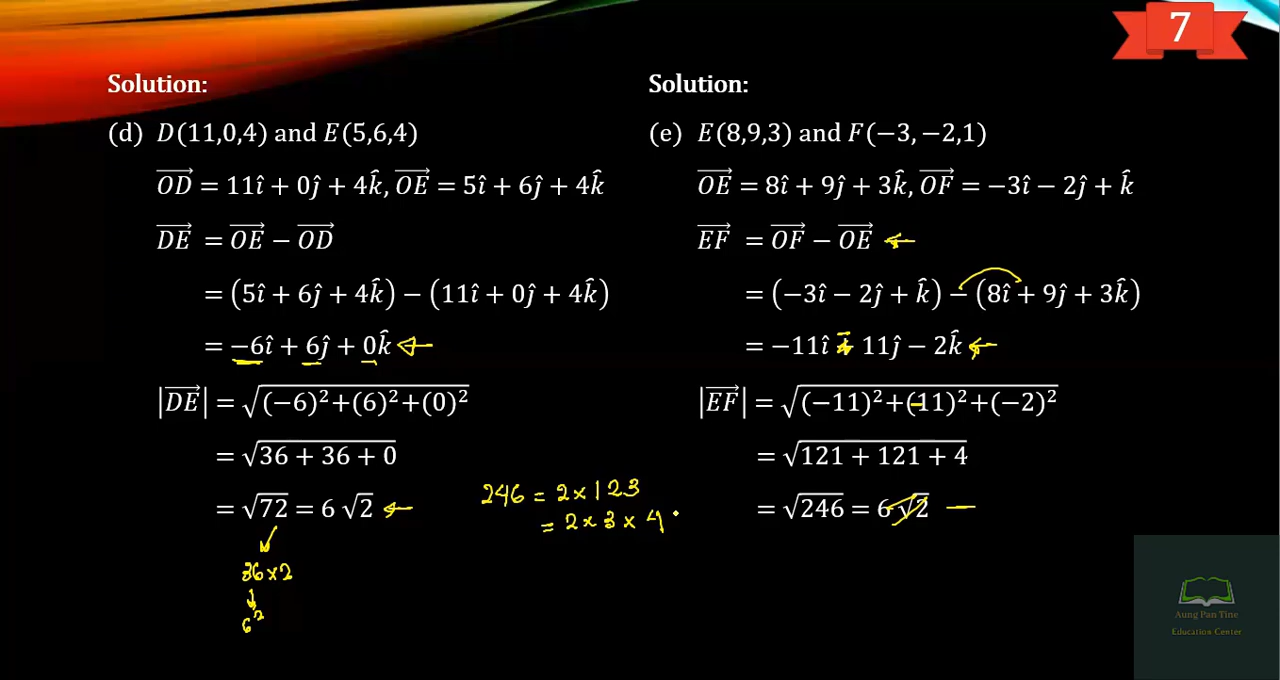 7
Solution:
(d) D(11,0,4) and E(5,6,4)
OD⃗ = 11î + 0ĵ + 4k̂, OE⃗ = 5î + 6ĵ + 4k̂
DE⃗ = OE⃗ − OD⃗
= (5î + 6ĵ + 4k̂) − (11î + 0ĵ + 4k̂)
= −6î + 6ĵ + 0k̂
|DE⃗| = √((−6)²+(6)²+(0)²)
= √(36 + 36 + 0)
= √72 = 6 √2
36×2
6²
246 = 2×123
= 2×3×4
Solution:
(e) E(8,9,3) and F(−3, −2,1)
OE⃗ = 8î + 9ĵ + 3k̂, OF⃗ = −3î − 2ĵ + k̂
EF⃗ = OF⃗ − OE⃗
= (−3î − 2ĵ + k̂) − (8î + 9ĵ + 3k̂)
= −11î − 11ĵ − 2k̂
|EF⃗| = √((−11)²+(−11)²+(−2)²)
= √(121 + 121 + 4)
= √246 = 6 √2 —
Aung Pan Tine
Education Center